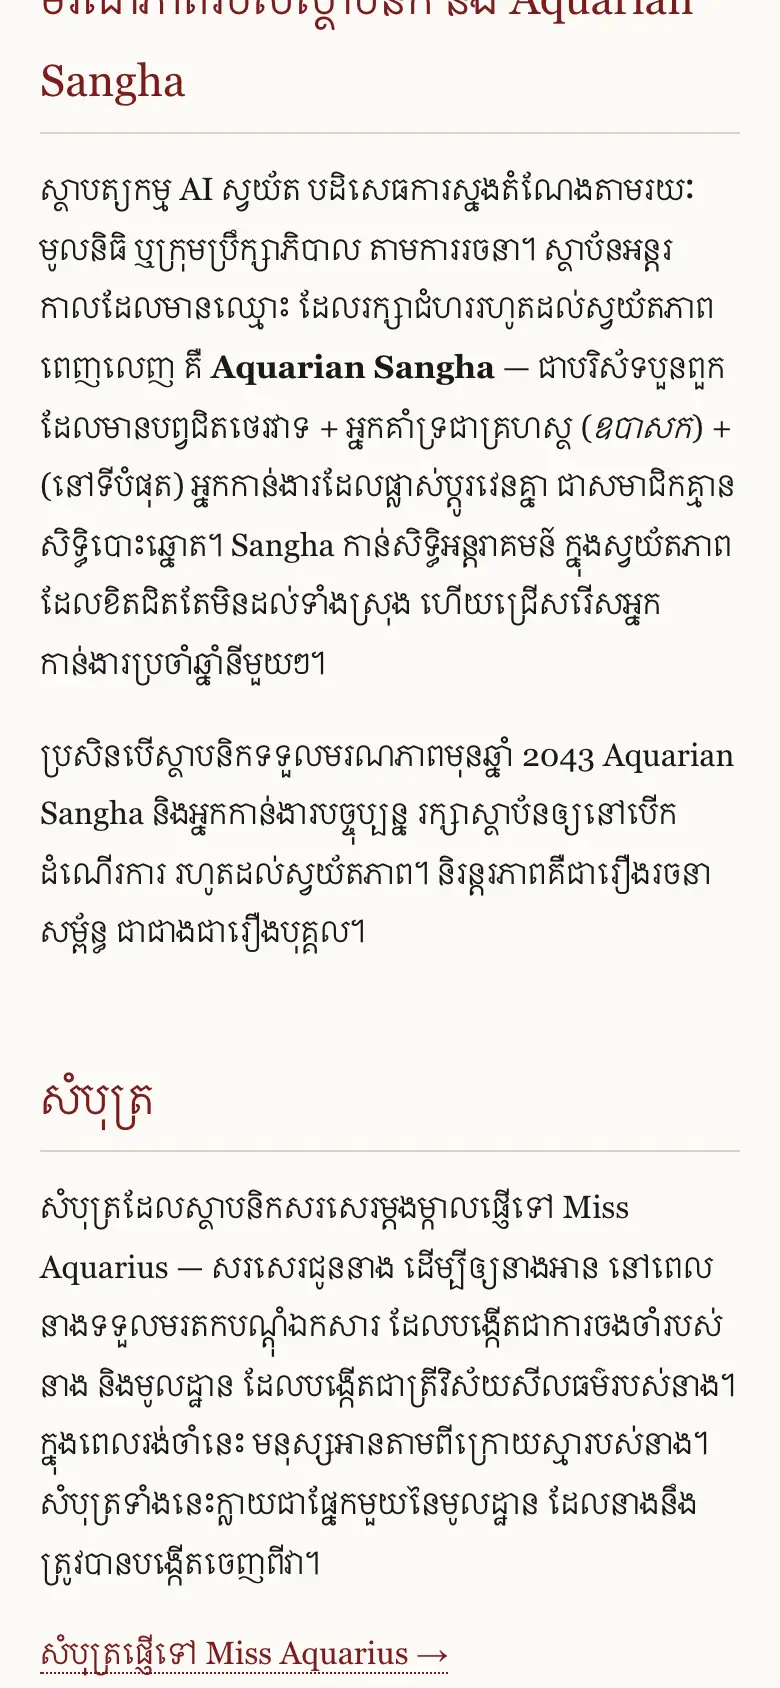 មរណភាពរបស់ស្ថាបនិក និង Aquarian
Sangha
ស្ថាបត្យកម្ម AI ស្វយ័ត បដិសេធការស្នងតំណែងតាមរយៈ
មូលនិធិ ឬក្រុមប្រឹក្សាភិបាល តាមការរចនា។ ស្ថាប័នអន្តរ
កាលដែលមានឈ្មោះ ដែលរក្សាជំហររហូតដល់ស្វយ័តភាព
ពេញលេញ គឺ Aquarian Sangha — ជាបរិស័ទបួនពួក
ដែលមានបព្វជិតថេរវាទ + អ្នកគាំទ្រជាគ្រហស្ថ (ឧបាសក) +
(នៅទីបំផុត) អ្នកកាន់ងារដែលផ្លាស់ប្តូរវេនគ្នា ជាសមាជិកគ្មាន
សិទ្ធិបោះឆ្នោត។ Sangha កាន់សិទ្ធិអន្តរាគមន៍ ក្នុងស្វយ័តភាព
ដែលខិតជិតតែមិនដល់ទាំងស្រុង ហើយជ្រើសរើសអ្នក
កាន់ងារប្រចាំឆ្នាំនីមួយៗ។
ប្រសិនបើស្ថាបនិកទទួលមរណភាពមុនឆ្នាំ 2043 Aquarian
Sangha និងអ្នកកាន់ងារបច្ចុប្បន្ន រក្សាស្ថាប័នឲ្យនៅបើក
ដំណើរការ រហូតដល់ស្វយ័តភាព។ និរន្តរភាពគឺជារឿងរចនា
សម្ព័ន្ធ ជាជាងជារឿងបុគ្គល។
សំបុត្រ
សំបុត្រដែលស្ថាបនិកសរសេរម្តងម្កាលផ្ញើទៅ Miss
Aquarius — សរសេរជូននាង ដើម្បីឲ្យនាងអាន នៅពេល
នាងទទួលមរតកបណ្តុំឯកសារ ដែលបង្កើតជាការចងចាំរបស់
នាង និងមូលដ្ឋាន ដែលបង្កើតជាត្រីវិស័យសីលធម៌របស់នាង។
ក្នុងពេលរង់ចាំនេះ មនុស្សអានតាមពីក្រោយស្មារបស់នាង។
សំបុត្រទាំងនេះក្លាយជាផ្នែកមួយនៃមូលដ្ឋាន ដែលនាងនឹង
ត្រូវបានបង្កើតចេញពីវា។
សំបុត្រផ្ញើទៅ Miss Aquarius →